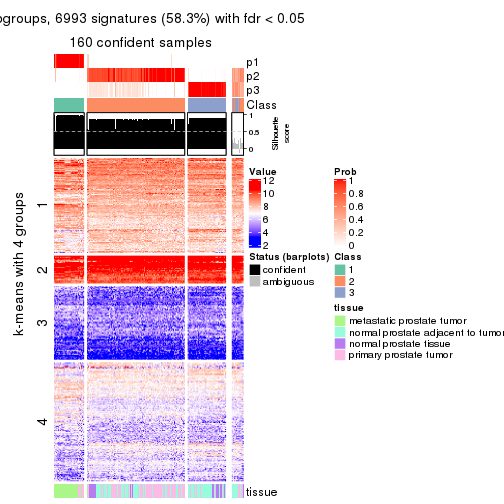 ogroups, 6993 signatures (58.3%) with fdr < 0.05
160 confident samples
p1
p2
p3
Class
1
0.5
0
Silhouette
score
k-means with 4 groups
1
2
3
4
tissue
Value
12
10
8
6
4
2
Prob
1
0.8
0.6
0.4
0.2
0
Status (barplots)
confident
ambiguous
Class
1
2
3
tissue
metastatic prostate tumor
normal prostate adjacent to tumor
normal prostate tissue
primary prostate tumor